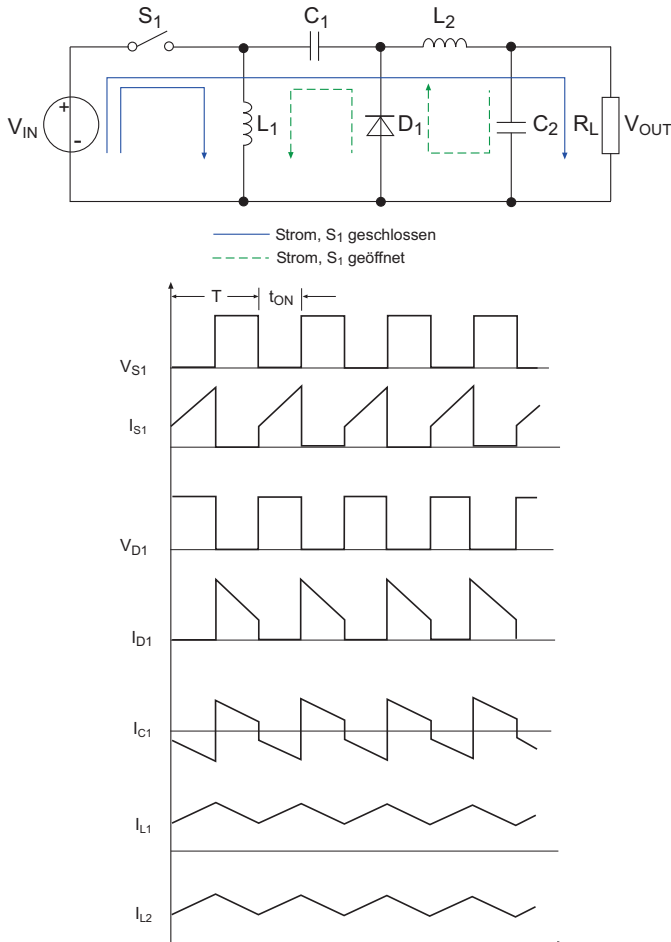 S1
C1
L2
+
-
VIN
L1
D1
C2
RL
VOUT
Strom, S1 geschlossen
Strom, S1 geöffnet
T
tON
VS1
IS1
VD1
ID1
IC1
IL1
IL2